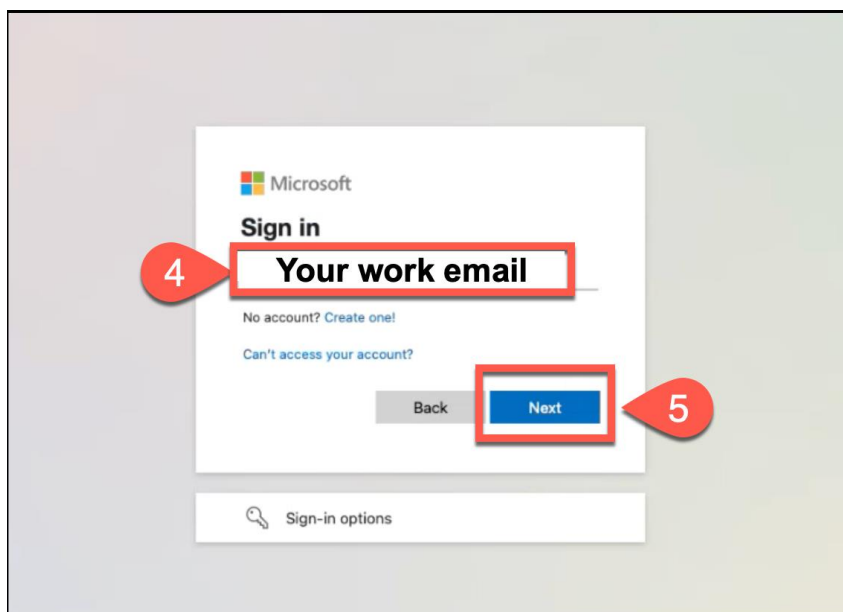 Microsoft
Sign in
4
Your work email
No account? Create one!
Can't access your account?
Back
Next
5
Sign-in options